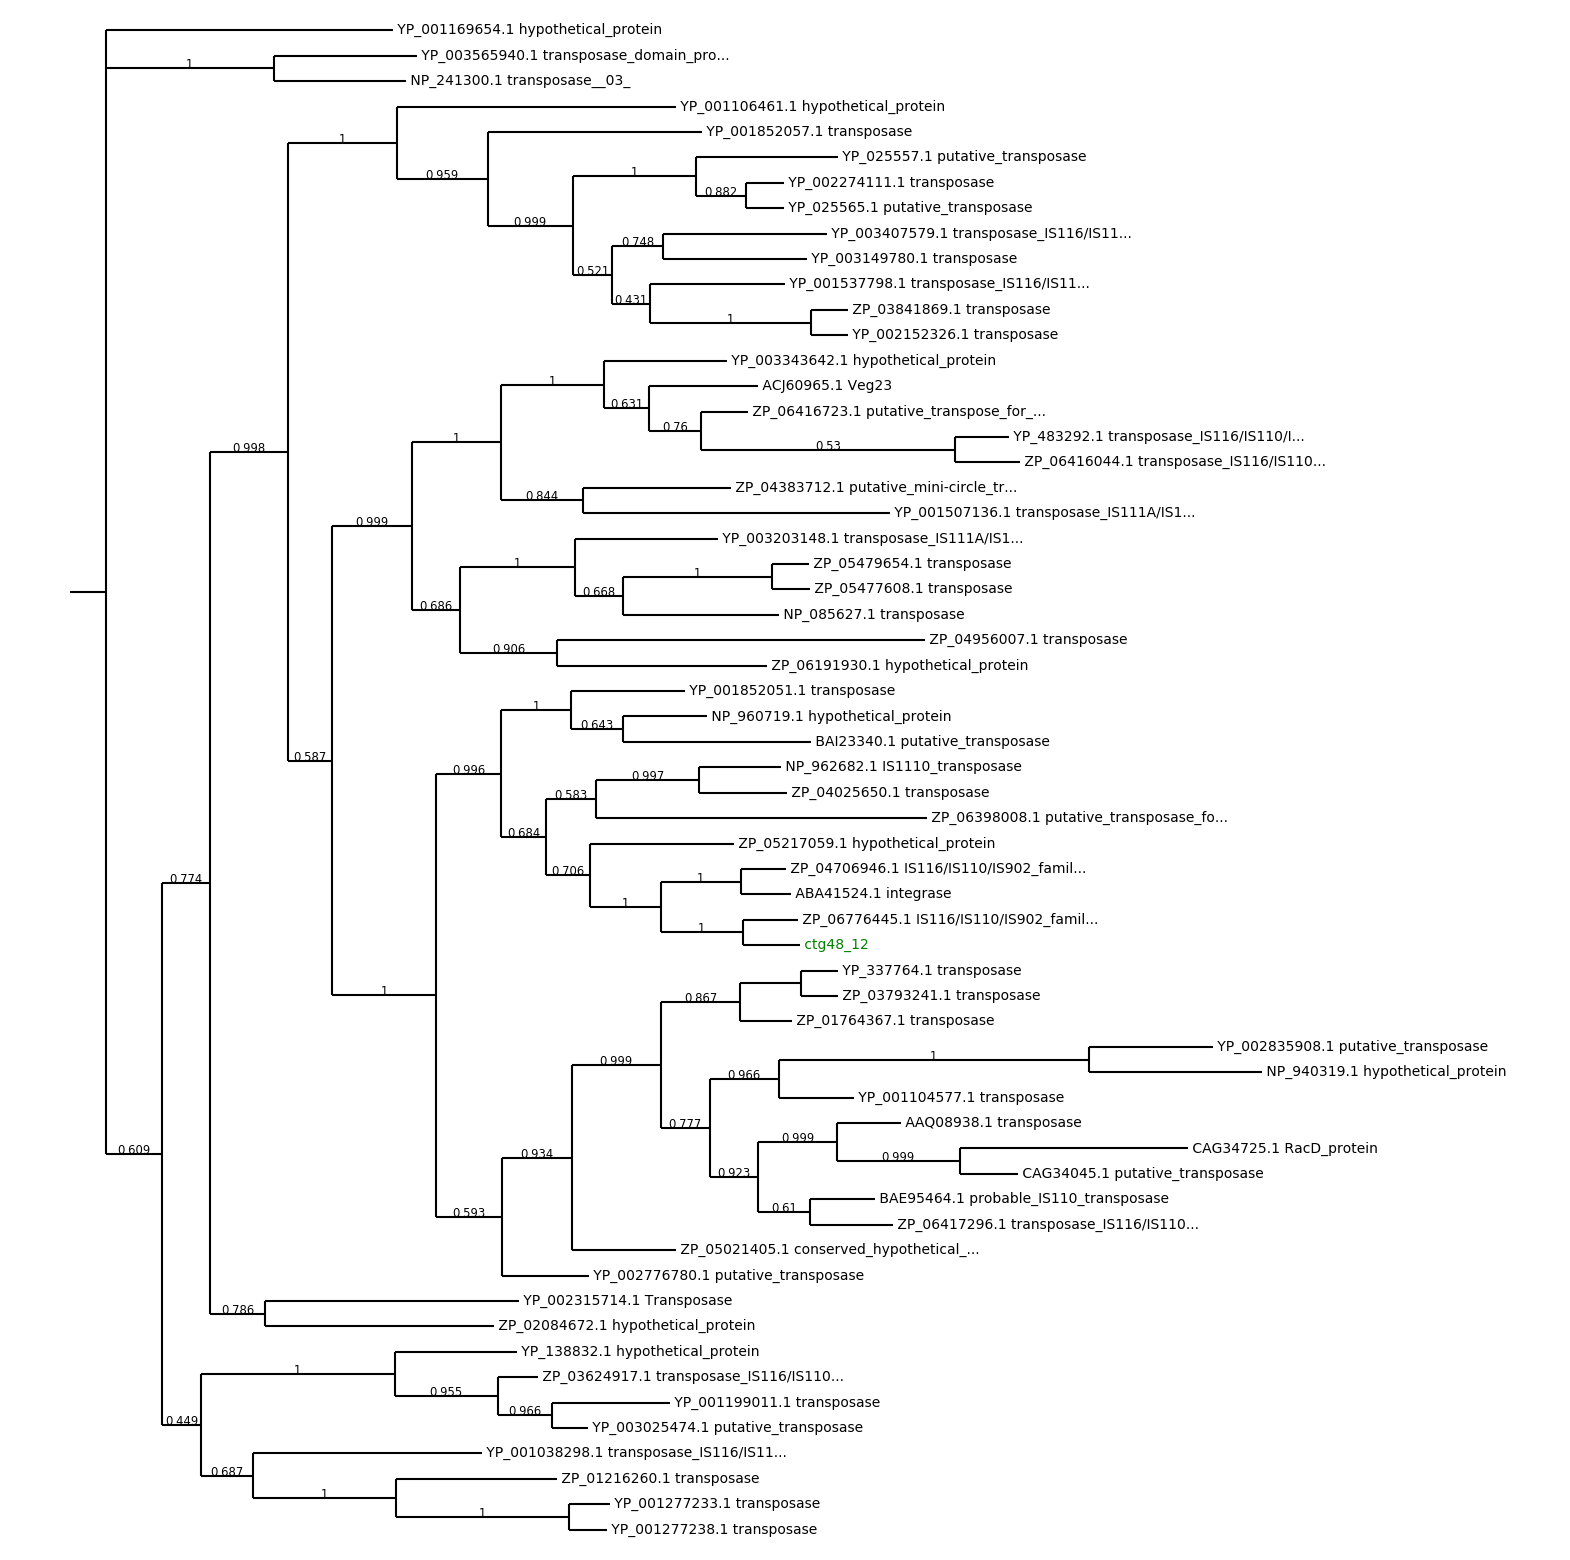 YP_001169654.1 hypothetical_protein
YP_003565940.1 transposase_domain_pro...
1
NP_241300.1 transposase__03_
YP_001106461.1 hypothetical_protein
YP_001852057.1 transposase
1
YP_025557.1 putative_transposase
0.959
1
YP_002274111.1 transposase
0.882
YP_025565.1 putative_transposase
0.999
YP_003407579.1 transposase_IS116/IS11...
0.748
YP_003149780.1 transposase
0.521
YP_001537798.1 transposase_IS116/IS11...
0.431
ZP_03841869.1 transposase
1
YP_002152326.1 transposase
YP_003343642.1 hypothetical_protein
1
ACJ60965.1 Veg23
0.631
ZP_06416723.1 putative_transpose_for_...
0.76
YP_483292.1 transposase_IS116/IS110/I...
1
0.53
0.998
ZP_06416044.1 transposase_IS116/IS110...
ZP_04383712.1 putative_mini-circle_tr...
0.844
YP_001507136.1 transposase_IS111A/IS1...
0.999
YP_003203148.1 transposase_IS111A/IS1...
1
ZP_05479654.1 transposase
1
ZP_05477608.1 transposase
0.668
0.686
NP_085627.1 transposase
ZP_04956007.1 transposase
0.906
ZP_06191930.1 hypothetical_protein
YP_001852051.1 transposase
1
NP_960719.1 hypothetical_protein
0.643
BAI23340.1 putative_transposase
0.587
0.996
NP_962682.1 IS1110_transposase
0.997
ZP_04025650.1 transposase
0.583
ZP_06398008.1 putative_transposase_fo...
0.684
ZP_05217059.1 hypothetical_protein
0.706
ZP_04706946.1 IS116/IS110/IS902_famil...
0.774
1
ABA41524.1 integrase
1
ZP_06776445.1 IS116/IS110/IS902_famil...
1
ctg48_12
YP_337764.1 transposase
1
ZP_03793241.1 transposase
0.867
ZP_01764367.1 transposase
YP_002835908.1 putative_transposase
1
0.999
NP_940319.1 hypothetical_protein
0.966
YP_001104577.1 transposase
AAQ08938.1 transposase
0.777
0.999
CAG34725.1 RacD_protein
0.609
0.934
0.999
CAG34045.1 putative_transposase
0.923
BAE95464.1 probable_IS110_transposase
0.61
0.593
ZP_06417296.1 transposase_IS116/IS110...
ZP_05021405.1 conserved_hypothetical_...
YP_002776780.1 putative_transposase
YP_002315714.1 Transposase
0.786
ZP_02084672.1 hypothetical_protein
YP_138832.1 hypothetical_protein
1
ZP_03624917.1 transposase_IS116/IS110...
0.955
YP_001199011.1 transposase
0.966
0.449
YP_003025474.1 putative_transposase
YP_001038298.1 transposase_IS116/IS11...
0.687
ZP_01216260.1 transposase
1
YP_001277233.1 transposase
1
YP_001277238.1 transposase